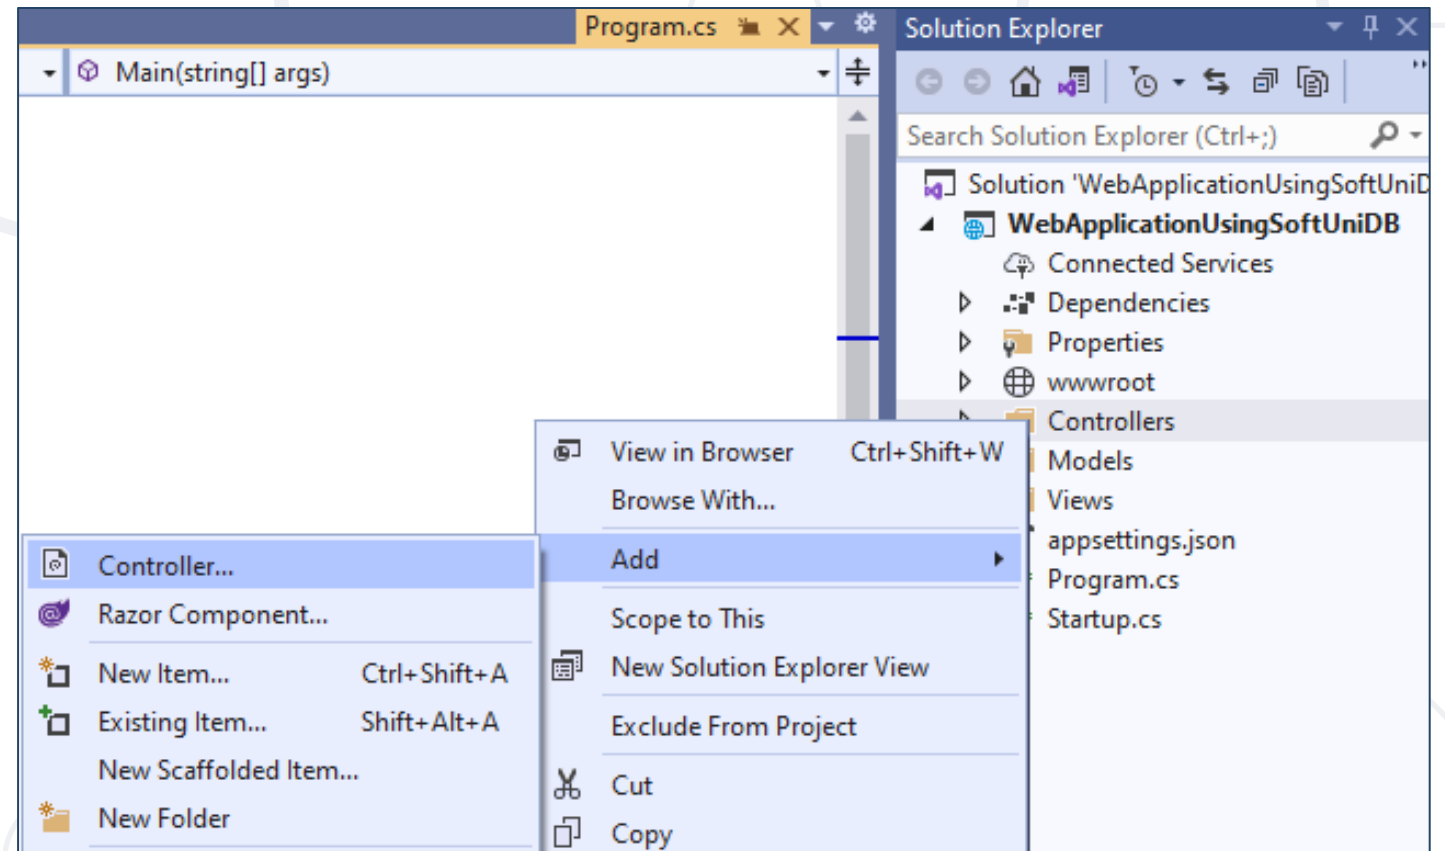 Program.cs
Main(string[] args)
Solution Explorer
Search Solution Explorer (Ctrl+;)
Solution 'WebApplicationUsingSoftUniD
WebApplicationUsingSoftUniDB
Connected Services
Dependencies
Properties
wwwroot
Controllers
Models
Views
appsettings.json
Program.cs
Startup.cs
View in Browser Ctrl+Shift+W
Browse With...
Add
Scope to This
New Solution Explorer View
Exclude From Project
Cut
Copy
Controller...
Razor Component...
New Item... Ctrl+Shift+A
Existing Item... Shift+Alt+A
New Scaffolded Item...
New Folder